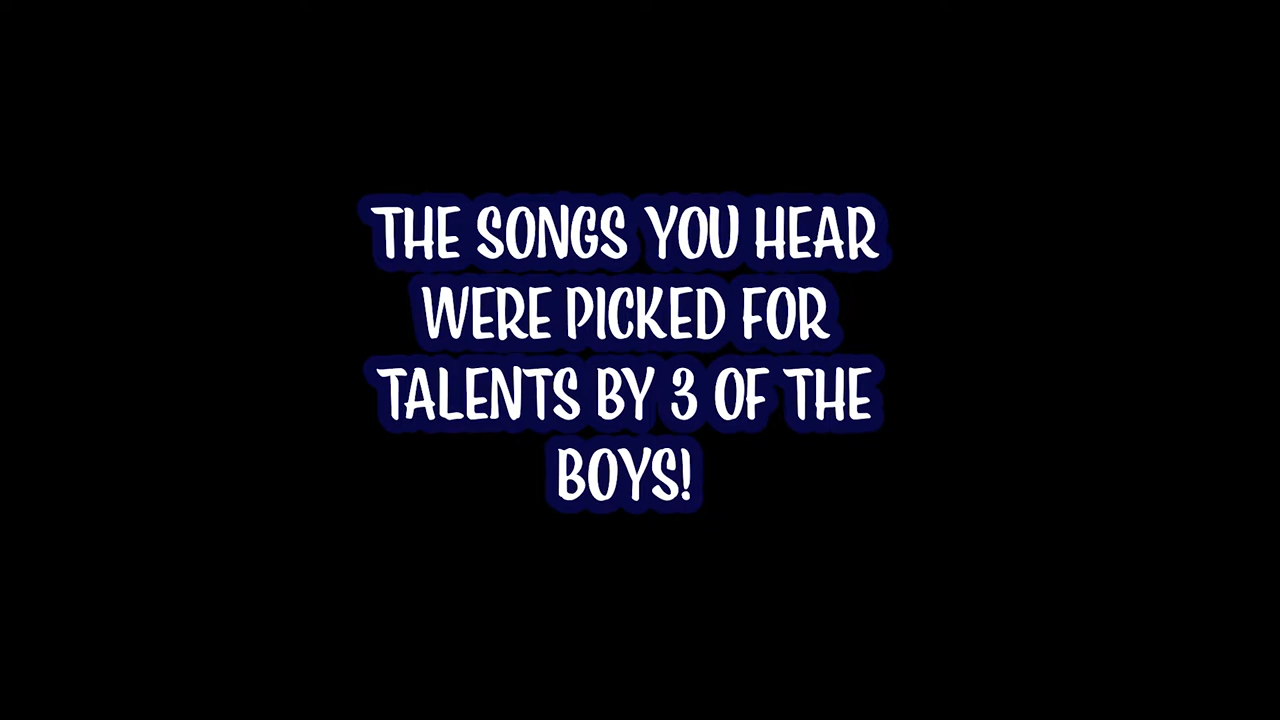 THE SONGS YOU HEAR
WERE PICKED FOR
TALENTS BY 3 OF THE
BOYS!